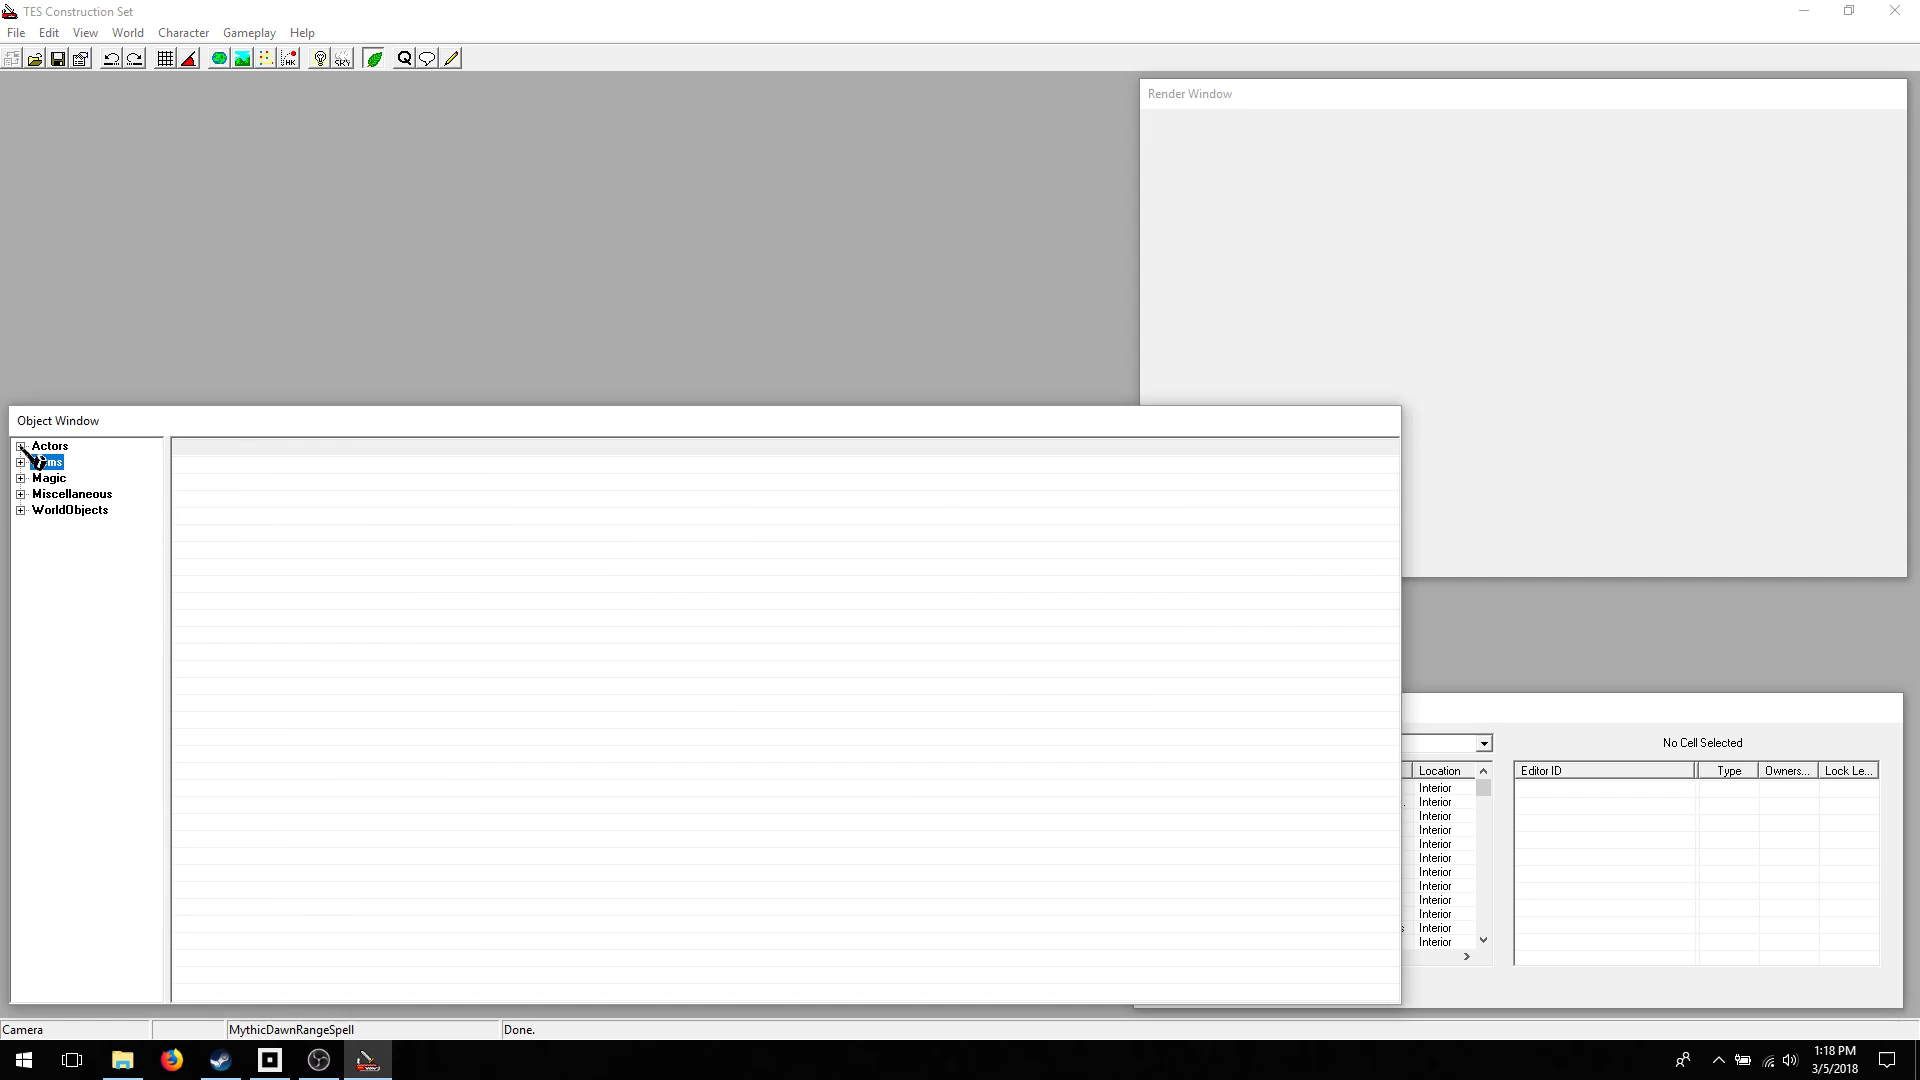 TES Construction Set
File Edit View World Character Gameplay Help
Render Window
Object Window
Actors
Magic
Miscellaneous
WorldObjects
No Cell Selected
Location
Editor ID Type Owners... Lock Le...
Interior
Interior
Interior
Interior
Interior
Interior
Interior
Interior
Interior
Interior
Interior
Interior
Camera MythicDawnRangeSpell Done.
1:18 PM
3/5/2018